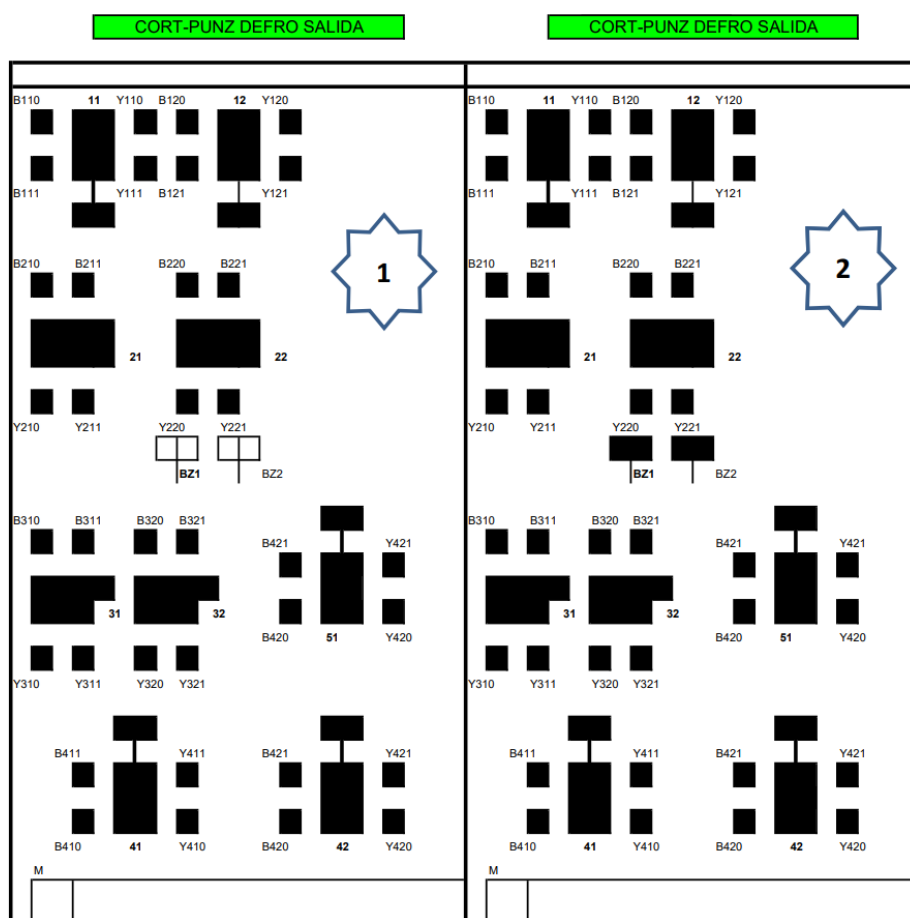 CORT-PUNZ DEFRO SALIDA CORT-PUNZ DEFRO SALIDA
B110 11 Y110 B120 12 Y120 B110 11 Y110 B120 12 Y120
B111 Y111 B121 Y121 B111 Y111 B121 Y121
1 2
B210 B211 B220 B221 B210 B211 B220 B221
21 22 21 22
Y210 Y211 Y220 Y221 Y210 Y211 Y220 Y221
BZ1 BZ2 BZ1 BZ2
B310 B311 B320 B321 B310 B311 B320 B321
B421 Y421 B421 Y421
31 32 31 32
B420 51 Y420 B420 51 Y420
Y310 Y311 Y320 Y321 Y310 Y311 Y320 Y321
B411 Y411 B421 Y421 B411 Y411 B421 Y421
B410 41 Y410 B420 42 Y420 B410 41 Y410 B420 42 Y420
M M